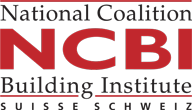 National Coalition
NCBI
Building Institute
SUISSE SCHWEIZ